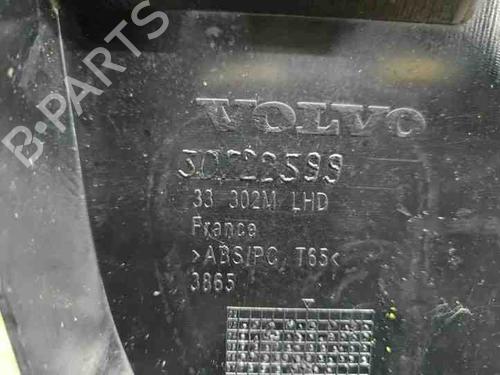 B-PARTS
VOLVO
30722599
33 302M LHD
France
>ABS/PC T65<
3865